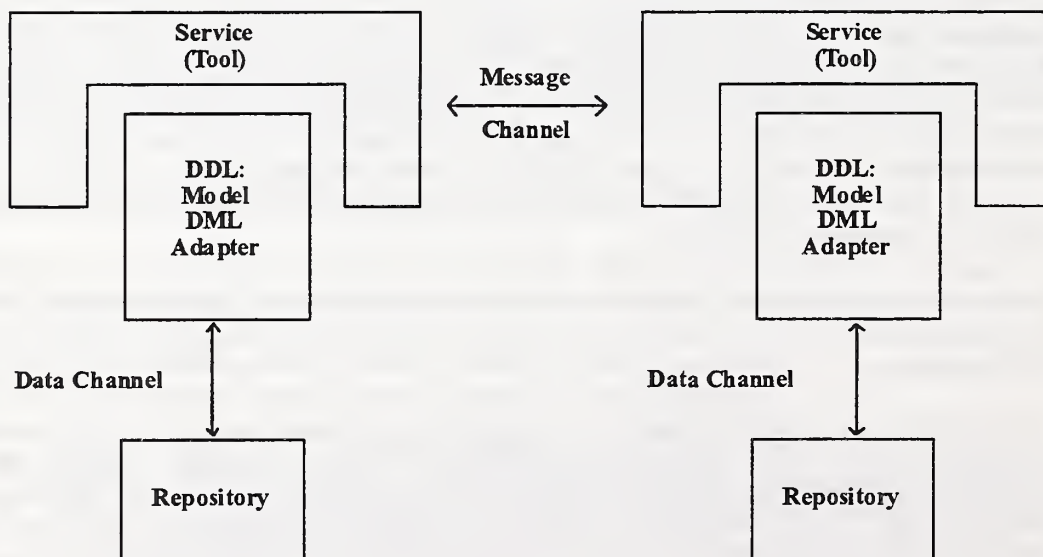 Service
(Tool)
Message
Channel
Service
(Tool)
DDL:
Model
DML
Adapter
DDL:
Model
DML
Adapter
Data Channel
Data Channel
Repository
Repository